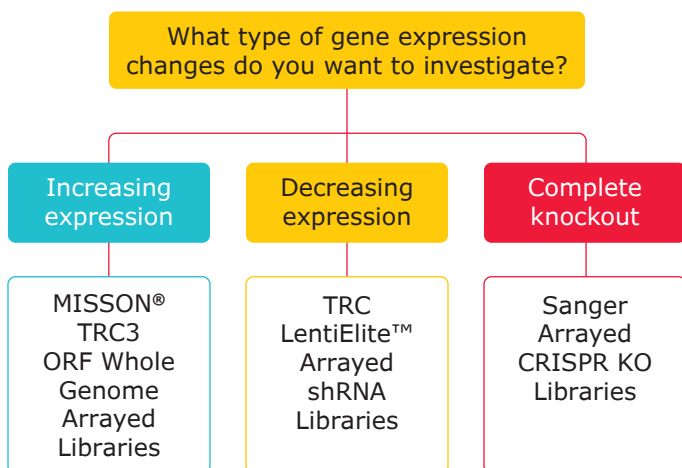 What type of gene expression
changes do you want to investigate?
Increasing
expression
Decreasing
expression
Complete
knockout
MISSON®
TRC3
ORF Whole
Genome
Arrayed
Libraries
TRC
LentiElite™
Arrayed
shRNA
Libraries
Sanger
Arrayed
CRISPR KO
Libraries